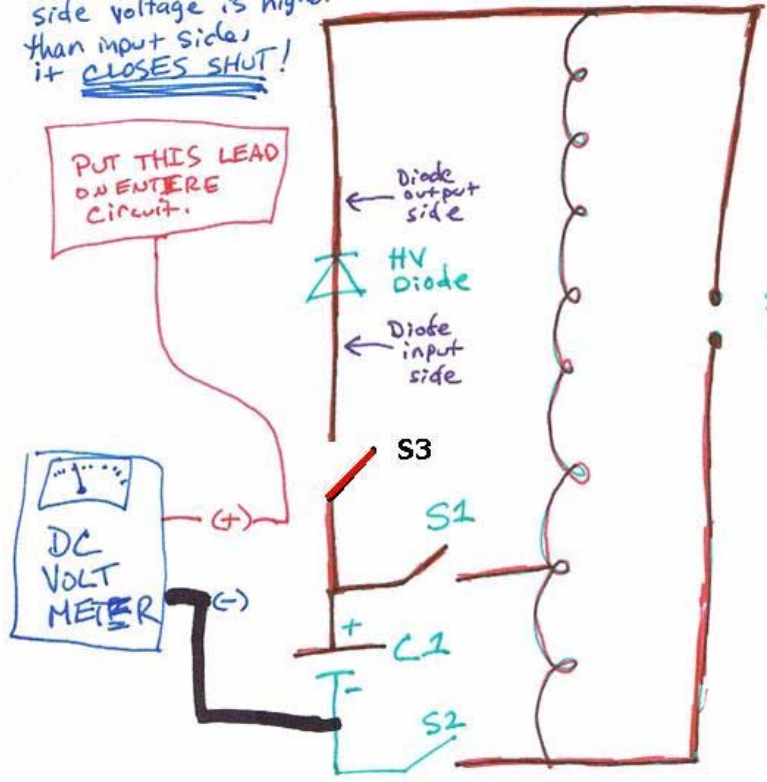 side voltage is higher
than input side,
it CLOSES SHUT!
PUT THIS LEAD
ON ENTIRE
Circuit.
Diode
output
side
HV
Diode
Diode
input
side
S3
(+)
S1
DC
VOLT
METER
(-)
+
C1
-
S2